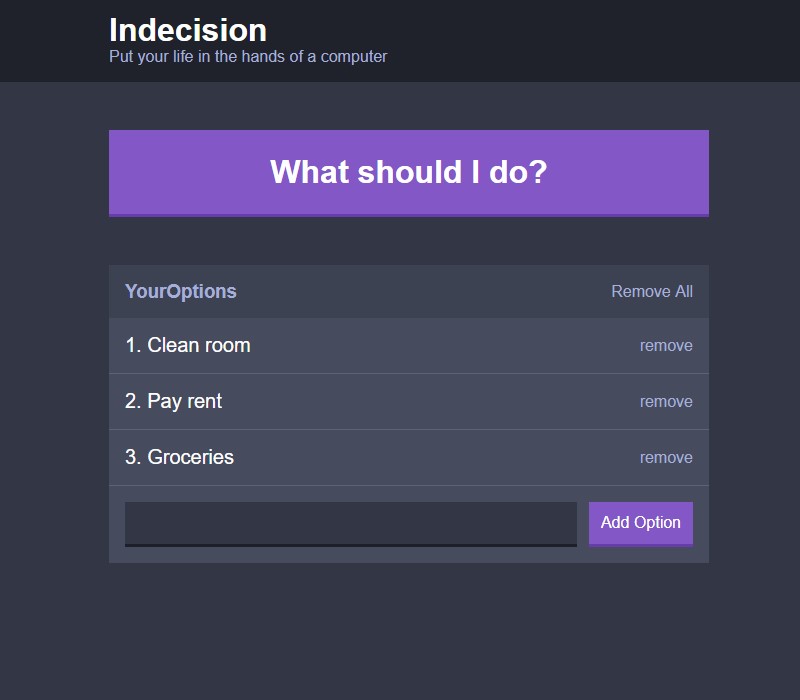 Indecision
Put your life in the hands of a computer
What should I do?
YourOptions Remove All
1. Clean room remove
2. Pay rent remove
3. Groceries remove
Add Option